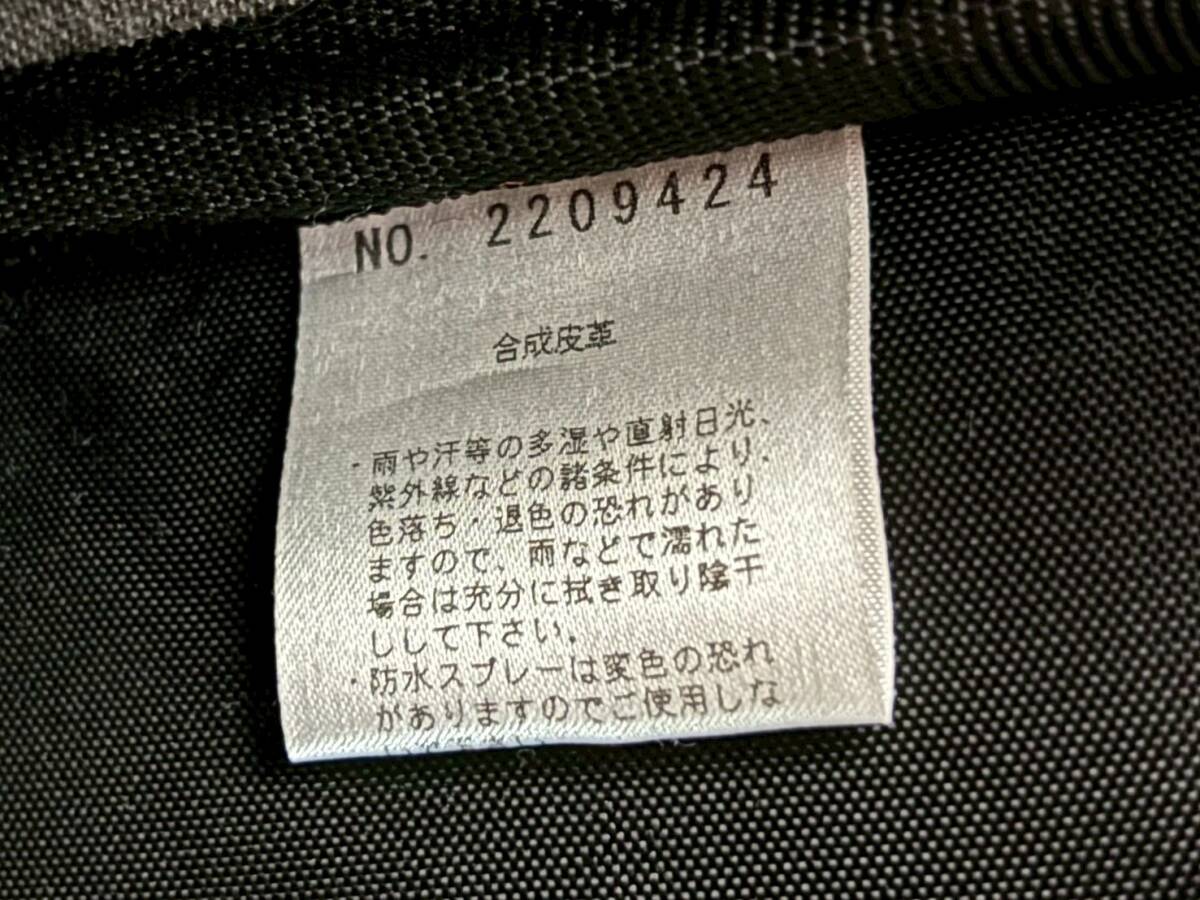 NO. 2209424
合成皮革
・雨や汗等の多湿や直射日光、
紫外線などの諸条件により、
色落ち・退色の恐れがあり
ますので、雨などで濡れた
場合は充分に拭き取り陰干
しして下さい。
・防水スプレーは変色の恐れ
がありますのでご使用しな